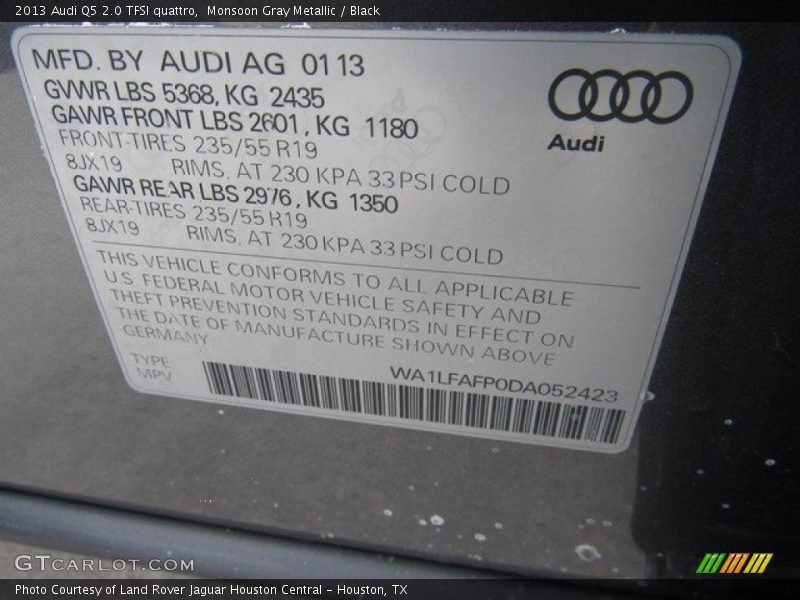 2013 Audi Q5 2.0 TFSI quattro, Monsoon Gray Metallic / Black
MFD. BY AUDI AG 01 13
GVWR LBS 5368, KG 2435
GAWR FRONT LBS 2601, KG 1180
FRONT-TIRES 235/55 R19
8JX19 RIMS, AT 230 KPA 33 PSI COLD
GAWR REAR LBS 2976, KG 1350
REAR-TIRES 235/55 R19
8JX19 RIMS, AT 230 KPA 33 PSI COLD
Audi
THIS VEHICLE CONFORMS TO ALL APPLICABLE
U.S. FEDERAL MOTOR VEHICLE SAFETY AND
THEFT PREVENTION STANDARDS IN EFFECT ON
THE DATE OF MANUFACTURE SHOWN ABOVE
GERMANY
TYPE
MPV
WA1LFAFP0DA052423
GTCARLOT.COM
Photo Courtesy of Land Rover Jaguar Houston Central - Houston, TX